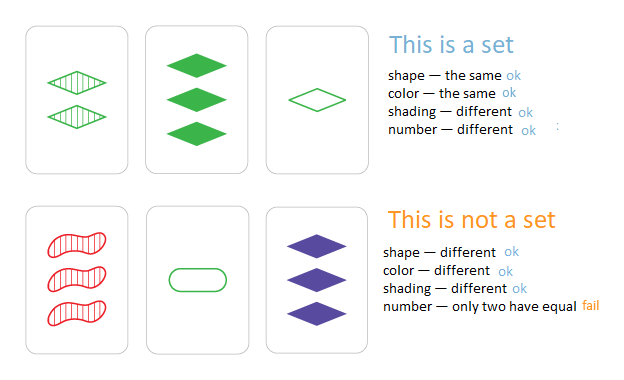 This is a set
shape — the same ok
color — the same ok
shading — different ok
number — different ok
:
This is not a set
shape — different ok
color — different ok
shading — different ok
number — only two have equal fail